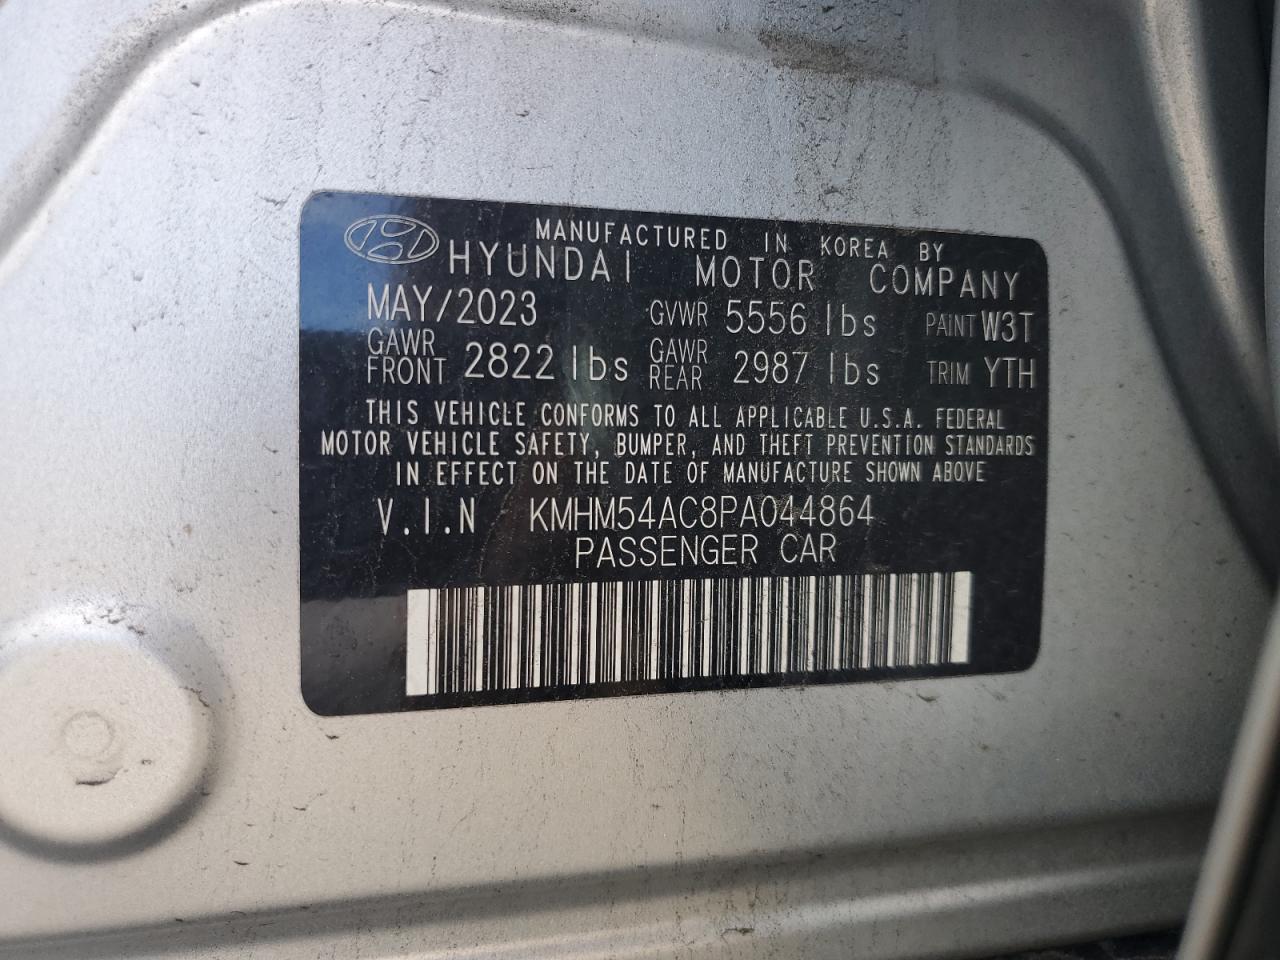 MANUFACTURED IN KOREA BY
HYUNDAI MOTOR COMPANY
MAY/2023 GVWR 5556 lbs PAINT W3T
GAWR FRONT 2822 lbs GAWR REAR 2987 lbs TRIM YTH
THIS VEHICLE CONFORMS TO ALL APPLICABLE U.S.A. FEDERAL
MOTOR VEHICLE SAFETY, BUMPER, AND THEFT PREVENTION STANDARDS
IN EFFECT ON THE DATE OF MANUFACTURE SHOWN ABOVE
V.I.N KMHM54AC8PA044864
PASSENGER CAR